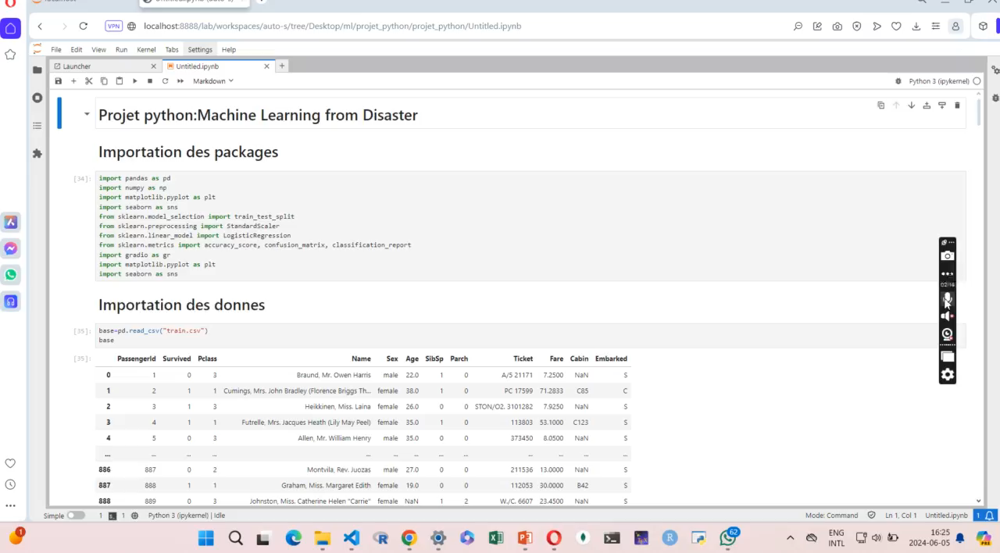 localhost
Untitled.ipynb (auto-s)
VPN localhost:8888/lab/workspaces/auto-s/tree/Desktop/ml/projet_python/projet_python/Untitled.ipynb
File Edit View Run Kernel Tabs Settings Help
Launcher Untitled.ipynb
Markdown Python 3 (ipykernel)
Projet python:Machine Learning from Disaster
Importation des packages
[34]: import pandas as pd
import numpy as np
import matplotlib.pyplot as plt
import seaborn as sns
from sklearn.model_selection import train_test_split
from sklearn.preprocessing import StandardScaler
from sklearn.linear_model import LogisticRegression
from sklearn.metrics import accuracy_score, confusion_matrix, classification_report
import gradio as gr
import matplotlib.pyplot as plt
import seaborn as sns
02:14
Importation des donnes
[35]: base=pd.read_csv("train.csv")
base
[35]: PassengerId Survived Pclass Name Sex Age SibSp Parch Ticket Fare Cabin Embarked
0 1 0 3 Braund, Mr. Owen Harris male 22.0 1 0 A/5 21171 7.2500 NaN S
1 2 1 1 Cumings, Mrs. John Bradley (Florence Briggs Th... female 38.0 1 0 PC 17599 71.2833 C85 C
2 3 1 3 Heikkinen, Miss. Laina female 26.0 0 0 STON/O2. 3101282 7.9250 NaN S
3 4 1 1 Futrelle, Mrs. Jacques Heath (Lily May Peel) female 35.0 1 0 113803 53.1000 C123 S
4 5 0 3 Allen, Mr. William Henry male 35.0 0 0 373450 8.0500 NaN S
... ... ... ... ... ... ... ... ... ... ... ... ...
886 887 0 2 Montvila, Rev. Juozas male 27.0 0 0 211536 13.0000 NaN S
887 888 1 1 Graham, Miss. Margaret Edith female 19.0 0 0 112053 30.0000 B42 S
888 889 0 3 Johnston, Miss. Catherine Helen "Carrie" female NaN 1 2 W./C. 6607 23.4500 NaN S
Simple 1 1 Python 3 (ipykernel) | Idle Mode: Command Ln 1, Col 1 Untitled.ipynb 1
1 62 ENG 16:25
INTL 2024-06-05